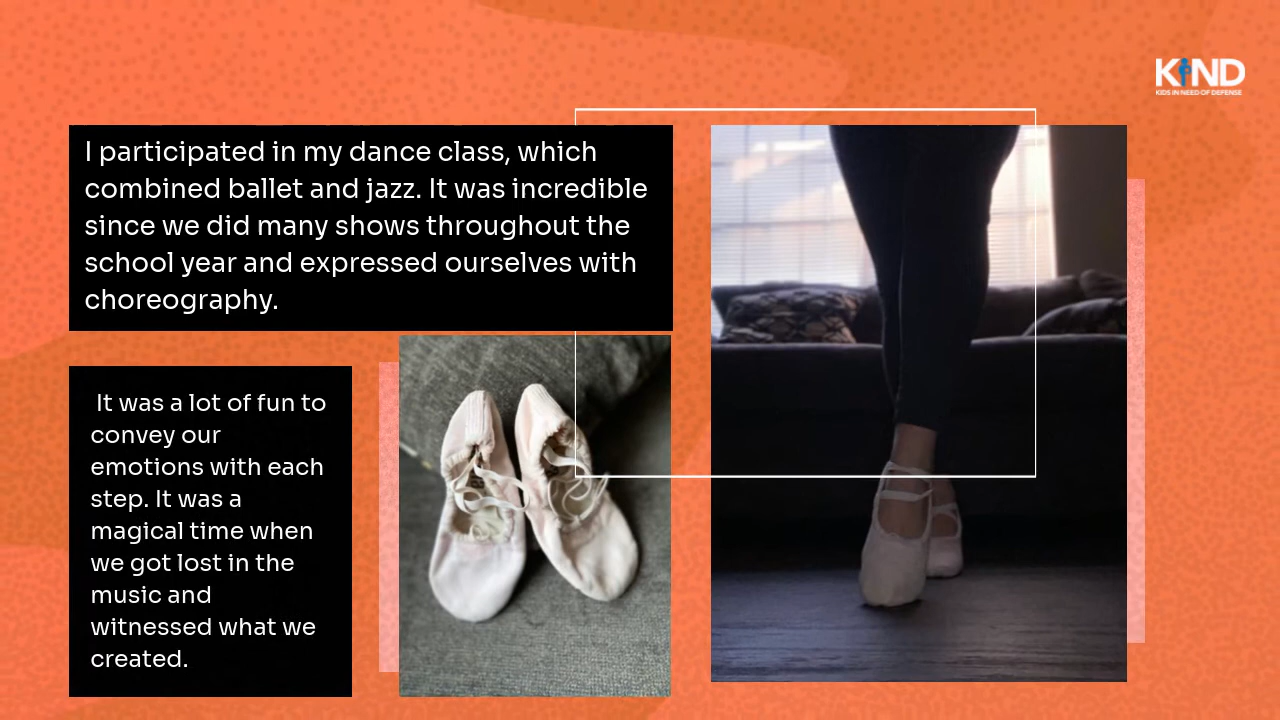 KIND
KIDS IN NEED OF DEFENSE
I participated in my dance class, which
combined ballet and jazz. It was incredible
since we did many shows throughout the
school year and expressed ourselves with
choreography.
It was a lot of fun to
convey our
emotions with each
step. It was a
magical time when
we got lost in the
music and
witnessed what we
created.